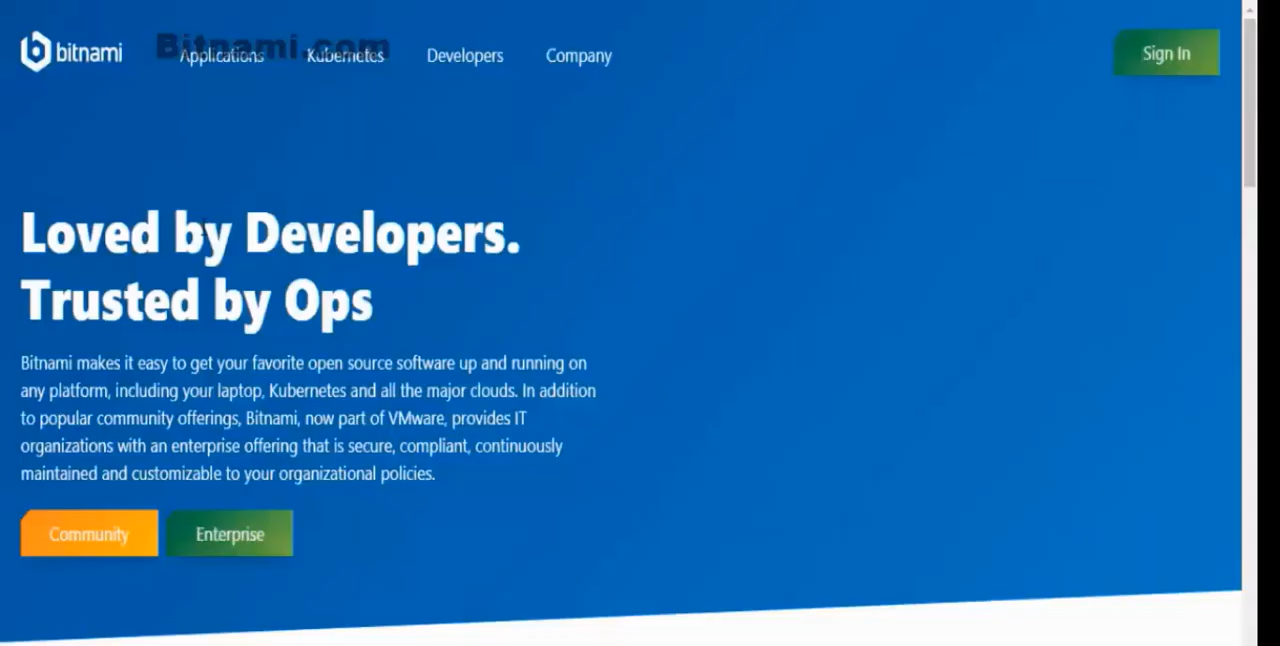 bitnami
Bitnami.com
Applications Kubernetes Developers Company
Sign In
Loved by Developers.
Trusted by Ops
Bitnami makes it easy to get your favorite open source software up and running on
any platform, including your laptop, Kubernetes and all the major clouds. In addition
to popular community offerings, Bitnami, now part of VMware, provides IT
organizations with an enterprise offering that is secure, compliant, continuously
maintained and customizable to your organizational policies.
Community Enterprise